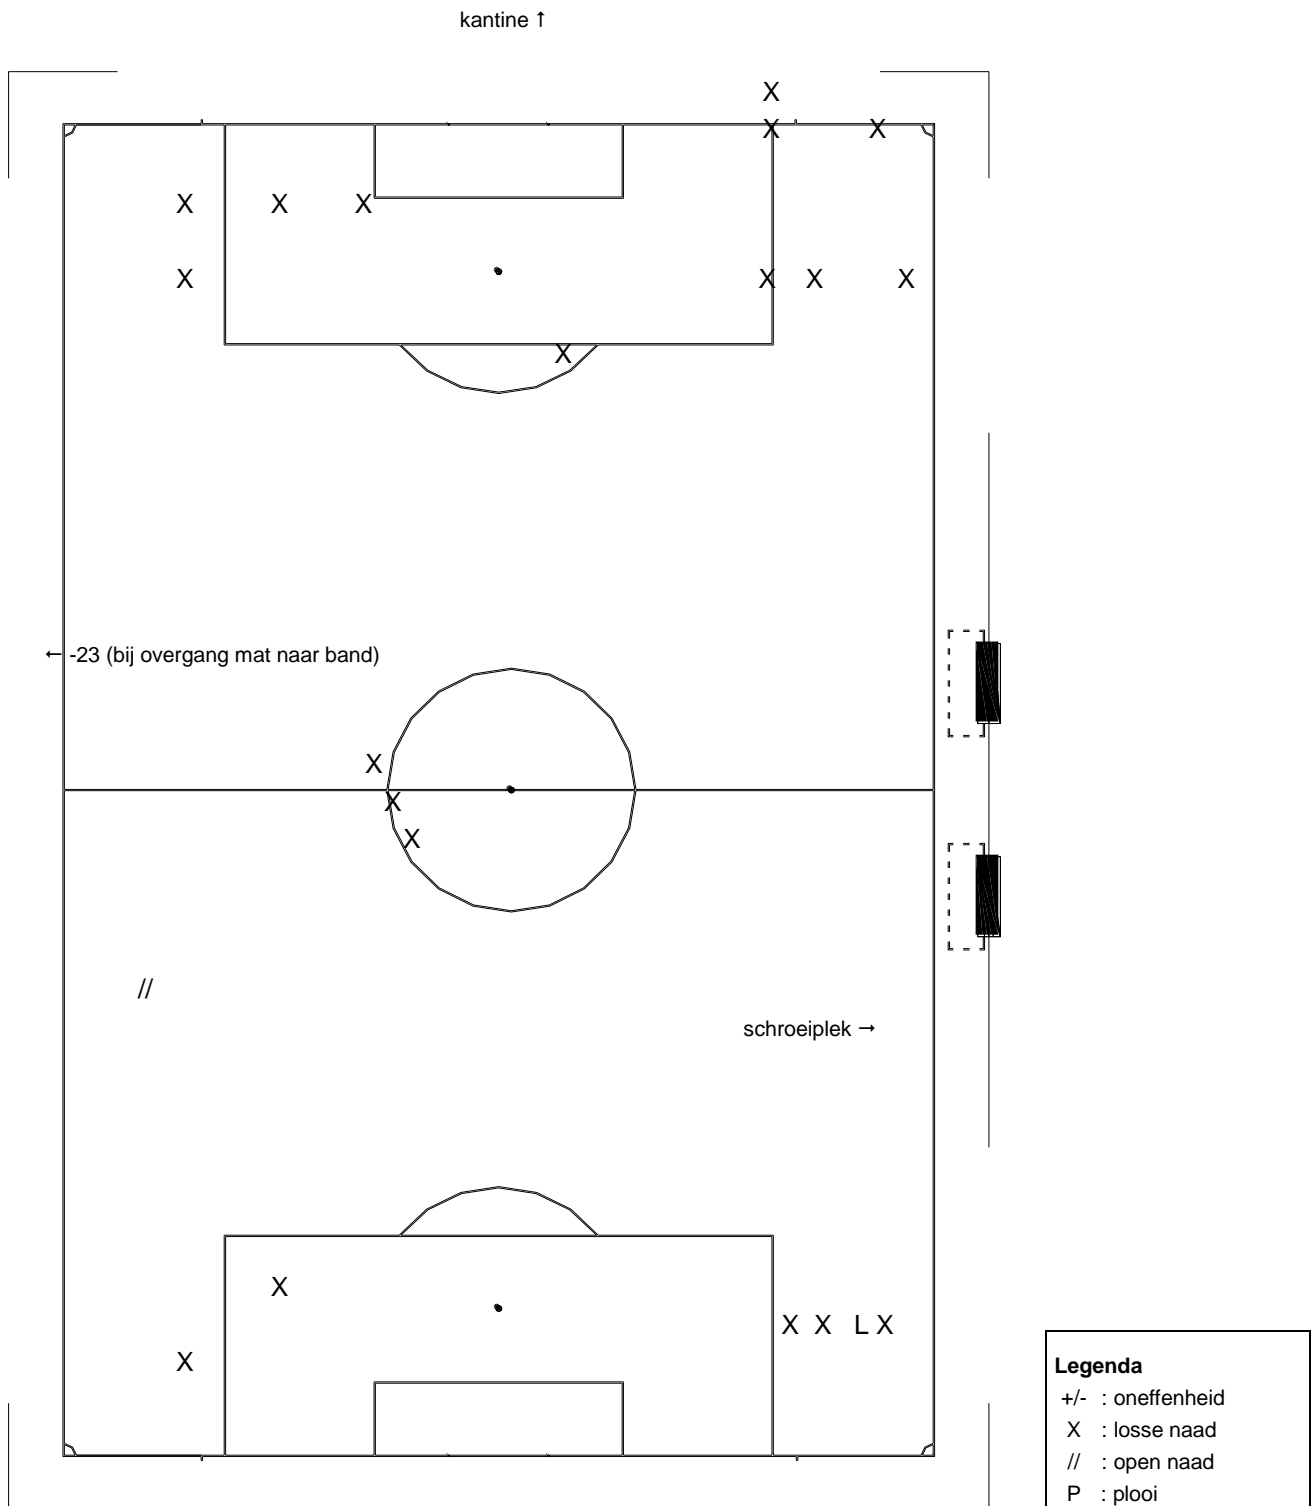 kantine ↑
X
X X
X X X
X X X X
X
← -23 (bij overgang mat naar band)
X
X
X
//
schroeiplek →
X
X X L X
X
Legenda
+/- : oneffenheid
X : losse naad
// : open naad
P : plooi